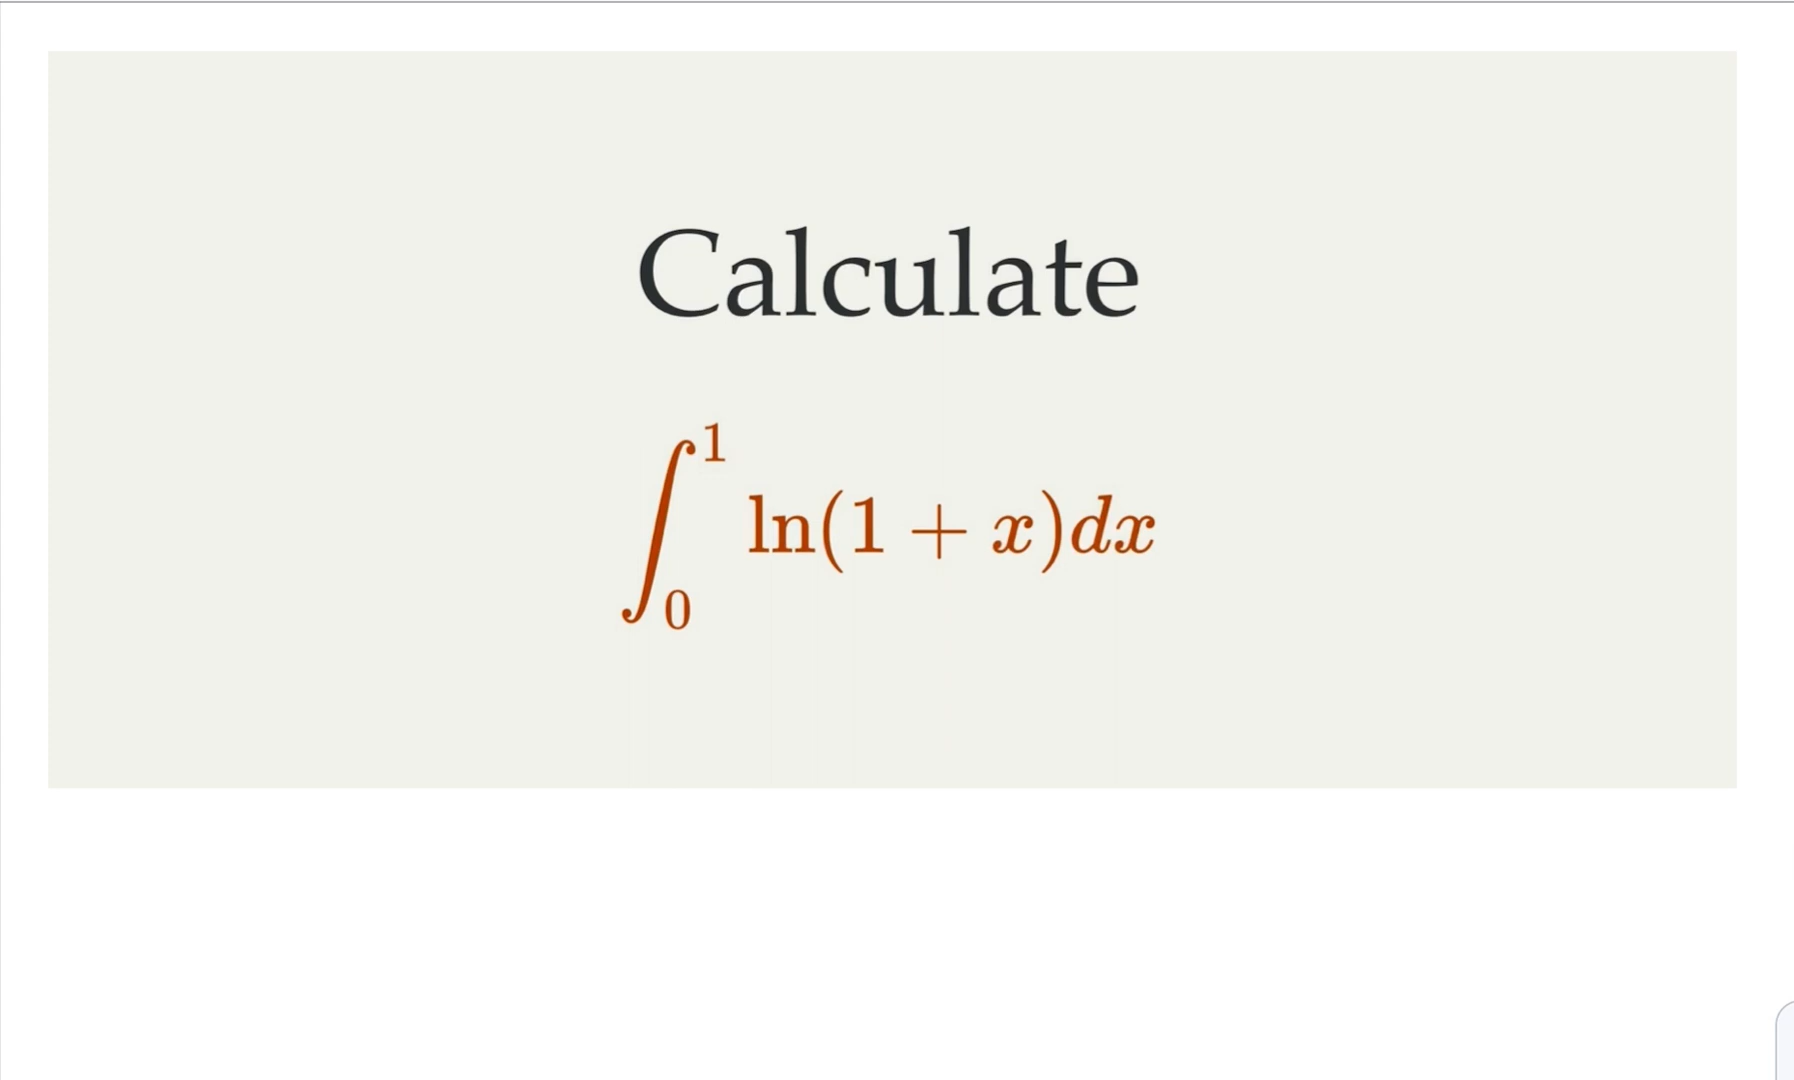 Calculate
∫₀¹ ln(1 + x)dx